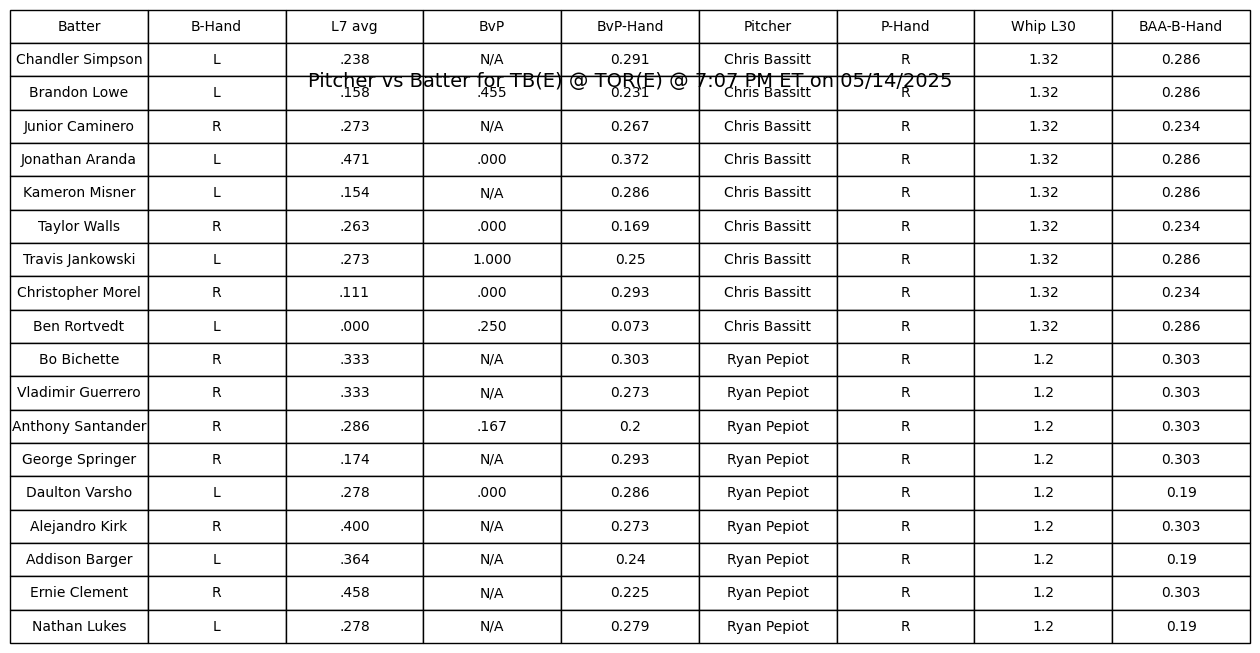 Batter B-Hand L7 avg BvP BvP-Hand Pitcher P-Hand Whip L30 BAA-B-Hand
Chandler Simpson L .238 N/A 0.291 Chris Bassitt R 1.32 0.286
Pitcher vs Batter for TB(E) @ TOR(E) @ 7:07 PM ET on 05/14/2025
Brandon Lowe L .158 .455 0.231 Chris Bassitt R 1.32 0.286
Junior Caminero R .273 N/A 0.267 Chris Bassitt R 1.32 0.234
Jonathan Aranda L .471 .000 0.372 Chris Bassitt R 1.32 0.286
Kameron Misner L .154 N/A 0.286 Chris Bassitt R 1.32 0.286
Taylor Walls R .263 .000 0.169 Chris Bassitt R 1.32 0.234
Travis Jankowski L .273 1.000 0.25 Chris Bassitt R 1.32 0.286
Christopher Morel R .111 .000 0.293 Chris Bassitt R 1.32 0.234
Ben Rortvedt L .000 .250 0.073 Chris Bassitt R 1.32 0.286
Bo Bichette R .333 N/A 0.303 Ryan Pepiot R 1.2 0.303
Vladimir Guerrero R .333 N/A 0.273 Ryan Pepiot R 1.2 0.303
Anthony Santander R .286 .167 0.2 Ryan Pepiot R 1.2 0.303
George Springer R .174 N/A 0.293 Ryan Pepiot R 1.2 0.303
Daulton Varsho L .278 .000 0.286 Ryan Pepiot R 1.2 0.19
Alejandro Kirk R .400 N/A 0.273 Ryan Pepiot R 1.2 0.303
Addison Barger L .364 N/A 0.24 Ryan Pepiot R 1.2 0.19
Ernie Clement R .458 N/A 0.225 Ryan Pepiot R 1.2 0.303
Nathan Lukes L .278 N/A 0.279 Ryan Pepiot R 1.2 0.19